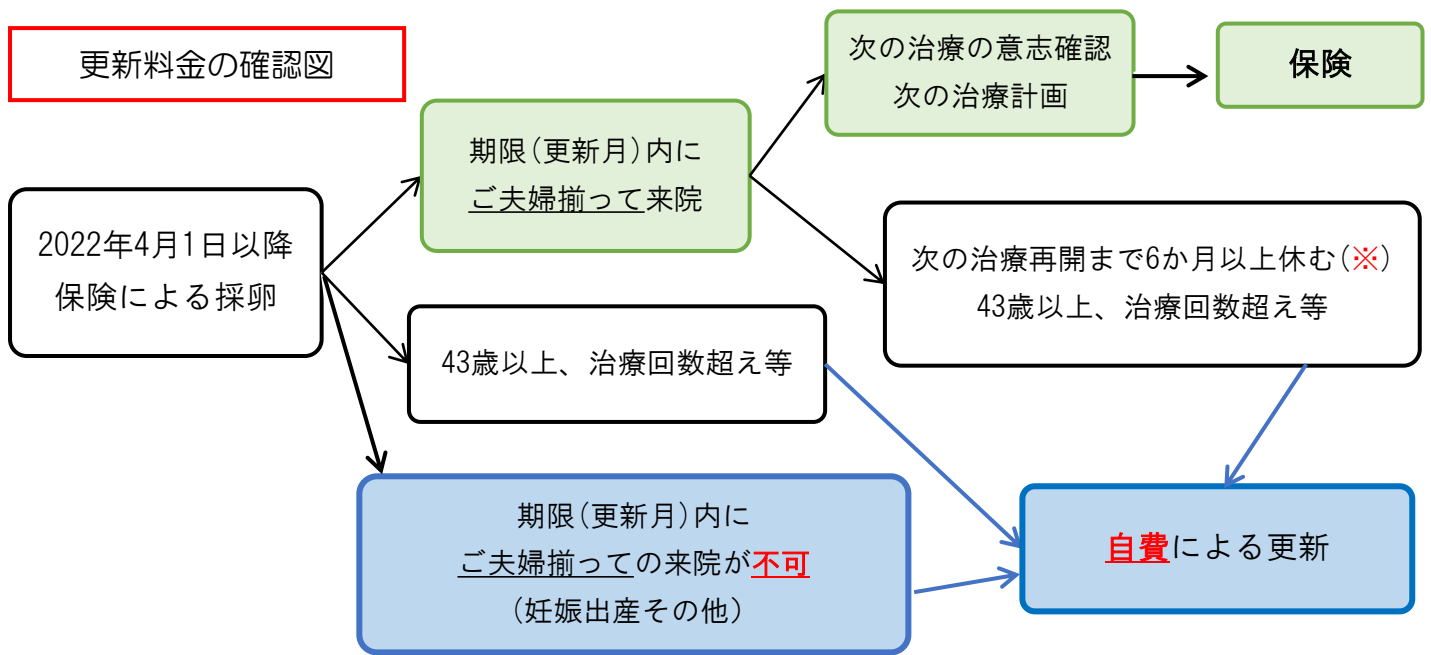 更新料金の確認図
2022年4月1日以降
保険による採卵
期限(更新月)内に
ご夫婦揃って来院
次の治療の意志確認
次の治療計画
保険
次の治療再開まで6か月以上休む(※)
43歳以上、治療回数超え等
43歳以上、治療回数超え等
期限(更新月)内に
ご夫婦揃っての来院が不可
(妊娠出産その他)
自費による更新